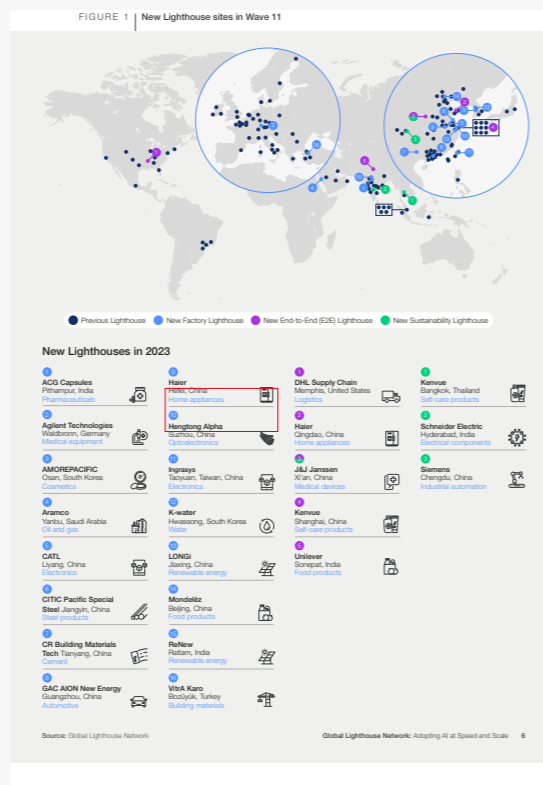 FIGURE 1 New Lighthouse sites in Wave 11
Previous Lighthouse New Factory Lighthouse New End-to-End (E2E) Lighthouse New Sustainability Lighthouse
New Lighthouses in 2023
1
ACG Capsules
Pithampur, India
Pharmaceuticals
2
Agilent Technologies
Waldbronn, Germany
Medical equipment
3
AMOREPACIFIC
Osan, South Korea
Cosmetics
4
Aramco
Yanbu, Saudi Arabia
Oil and gas
5
CATL
Liyang, China
Electronics
6
CITIC Pacific Special
Steel Jiangyin, China
Steel products
7
CR Building Materials
Tech Tianyang, China
Cement
8
GAC AION New Energy
Guangzhou, China
Automotive
9
Haier
Hefei, China
Home appliances
10
Hengtong Alpha
Suzhou, China
Optoelectronics
11
Ingrasys
Taoyuan, Taiwan, China
Electronics
12
K-water
Hwaseong, South Korea
Water
13
LONGi
Jiaxing, China
Renewable energy
14
Mondelēz
Beijing, China
Food products
15
ReNew
Ratlam, India
Renewable energy
16
VitrA Karo
Bozüyük, Turkey
Building materials
1
DHL Supply Chain
Memphis, United States
Logistics
2
Haier
Qingdao, China
Home appliances
J&J Janssen
Xi'an, China
Medical devices
4
Kenvue
Shanghai, China
Self-care products
5
Unilever
Sonepat, India
Food products
1
Kenvue
Bangkok, Thailand
Self-care products
2
Schneider Electric
Hyderabad, India
Electrical components
3
Siemens
Chengdu, China
Industrial automation
Source: Global Lighthouse Network
Global Lighthouse Network: Adopting AI at Speed and Scale 6